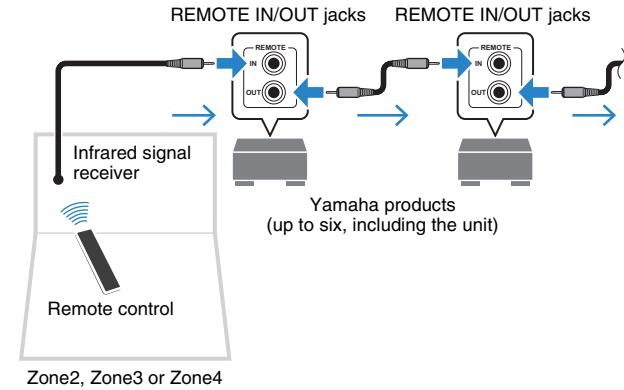 REMOTE IN/OUT jacks
REMOTE IN/OUT jacks
REMOTE
IN
OUT
REMOTE
IN
OUT
Infrared signal
receiver
Yamaha products
(up to six, including the unit)
Remote control
Zone2, Zone3 or Zone4